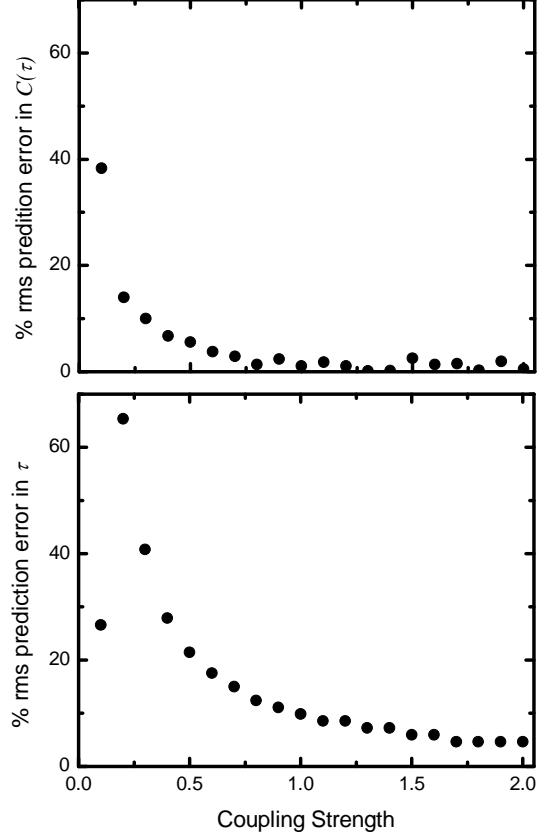 % rms predition error in C(τ)
60
40
20
0
% rms prediction error in τ
60
40
20
0
0.0 0.5 1.0 1.5 2.0
Coupling Strength